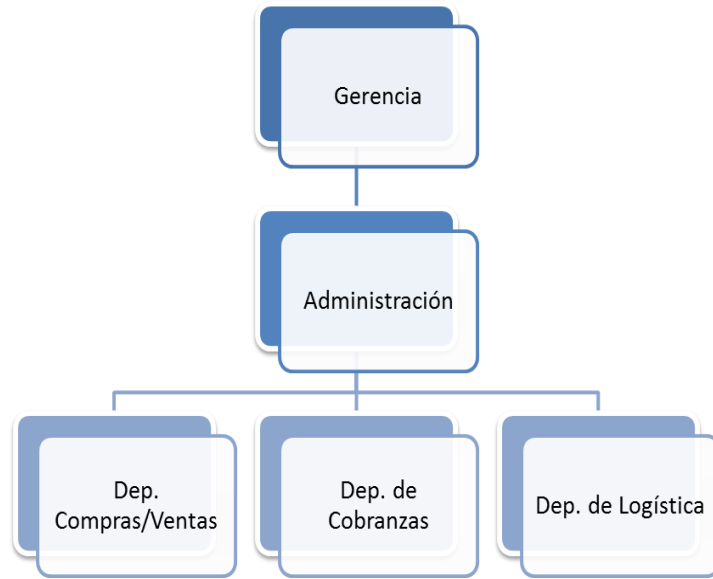 Gerencia
Administración
Dep.
Compras/Ventas
Dep. de
Cobranzas
Dep. de Logística